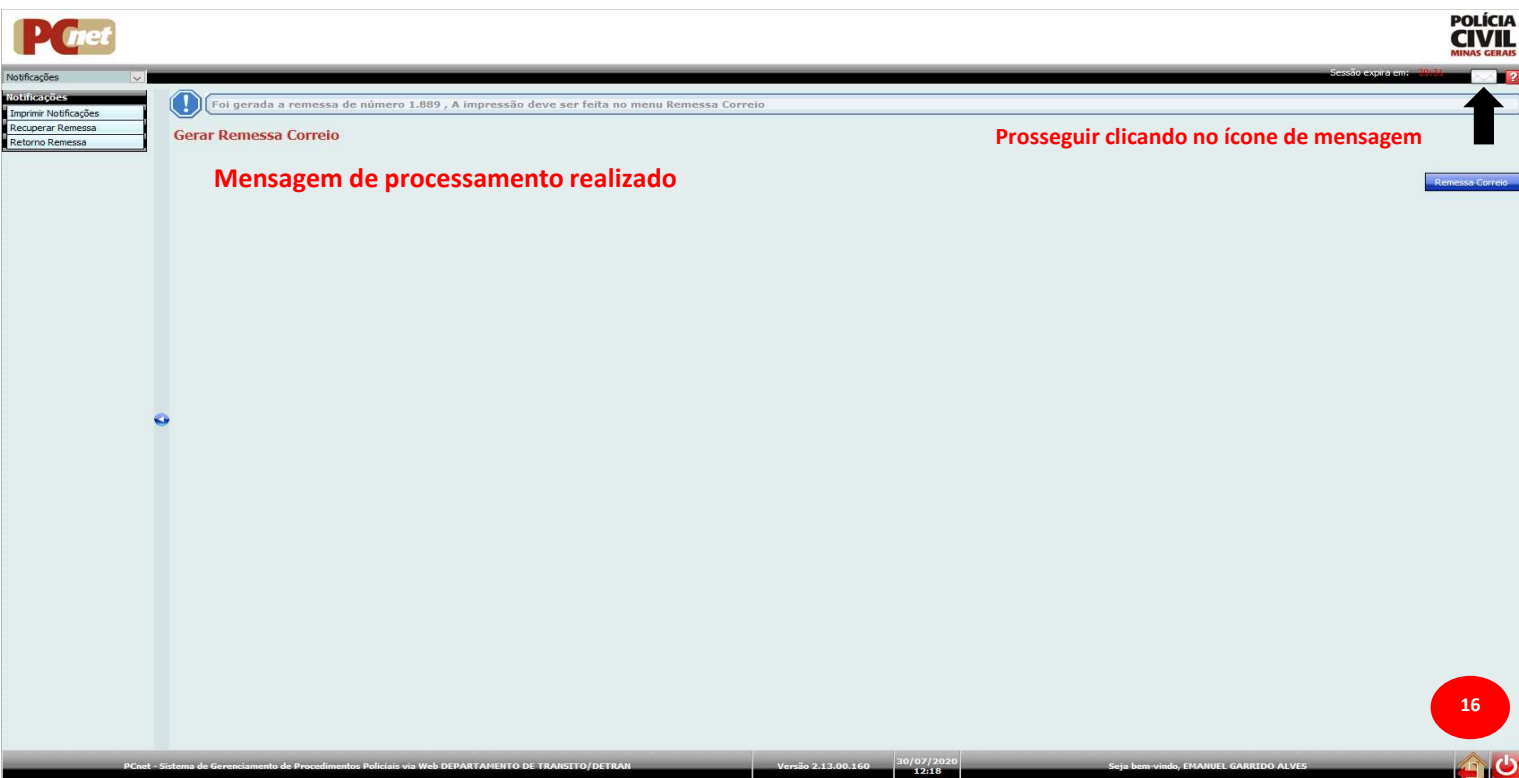 PCnet
POLÍCIA
CIVIL
MINAS GERAIS
Notificações
Sessão expira em:
?
Notificações
Imprimir Notificações
Recuperar Remessa
Retorno Remessa
Foi gerada a remessa de número 1.889 , A impressão deve ser feita no menu Remessa Correio
Gerar Remessa Correio
Prosseguir clicando no ícone de mensagem
Mensagem de processamento realizado
Remessa Correio
16
PCnet - Sistema de Gerenciamento de Procedimentos Policiais via Web DEPARTAMENTO DE TRANSITO/DETRAN
Versão 2.13.00.160
30/07/2020
12:18
Seja bem-vindo, EMANUEL GARRIDO ALVES